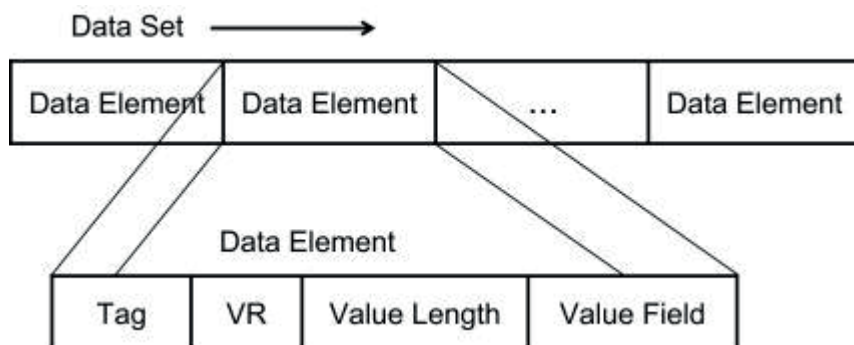 Data Set
Data Element Data Element ... Data Element
Data Element
Tag VR Value Length Value Field